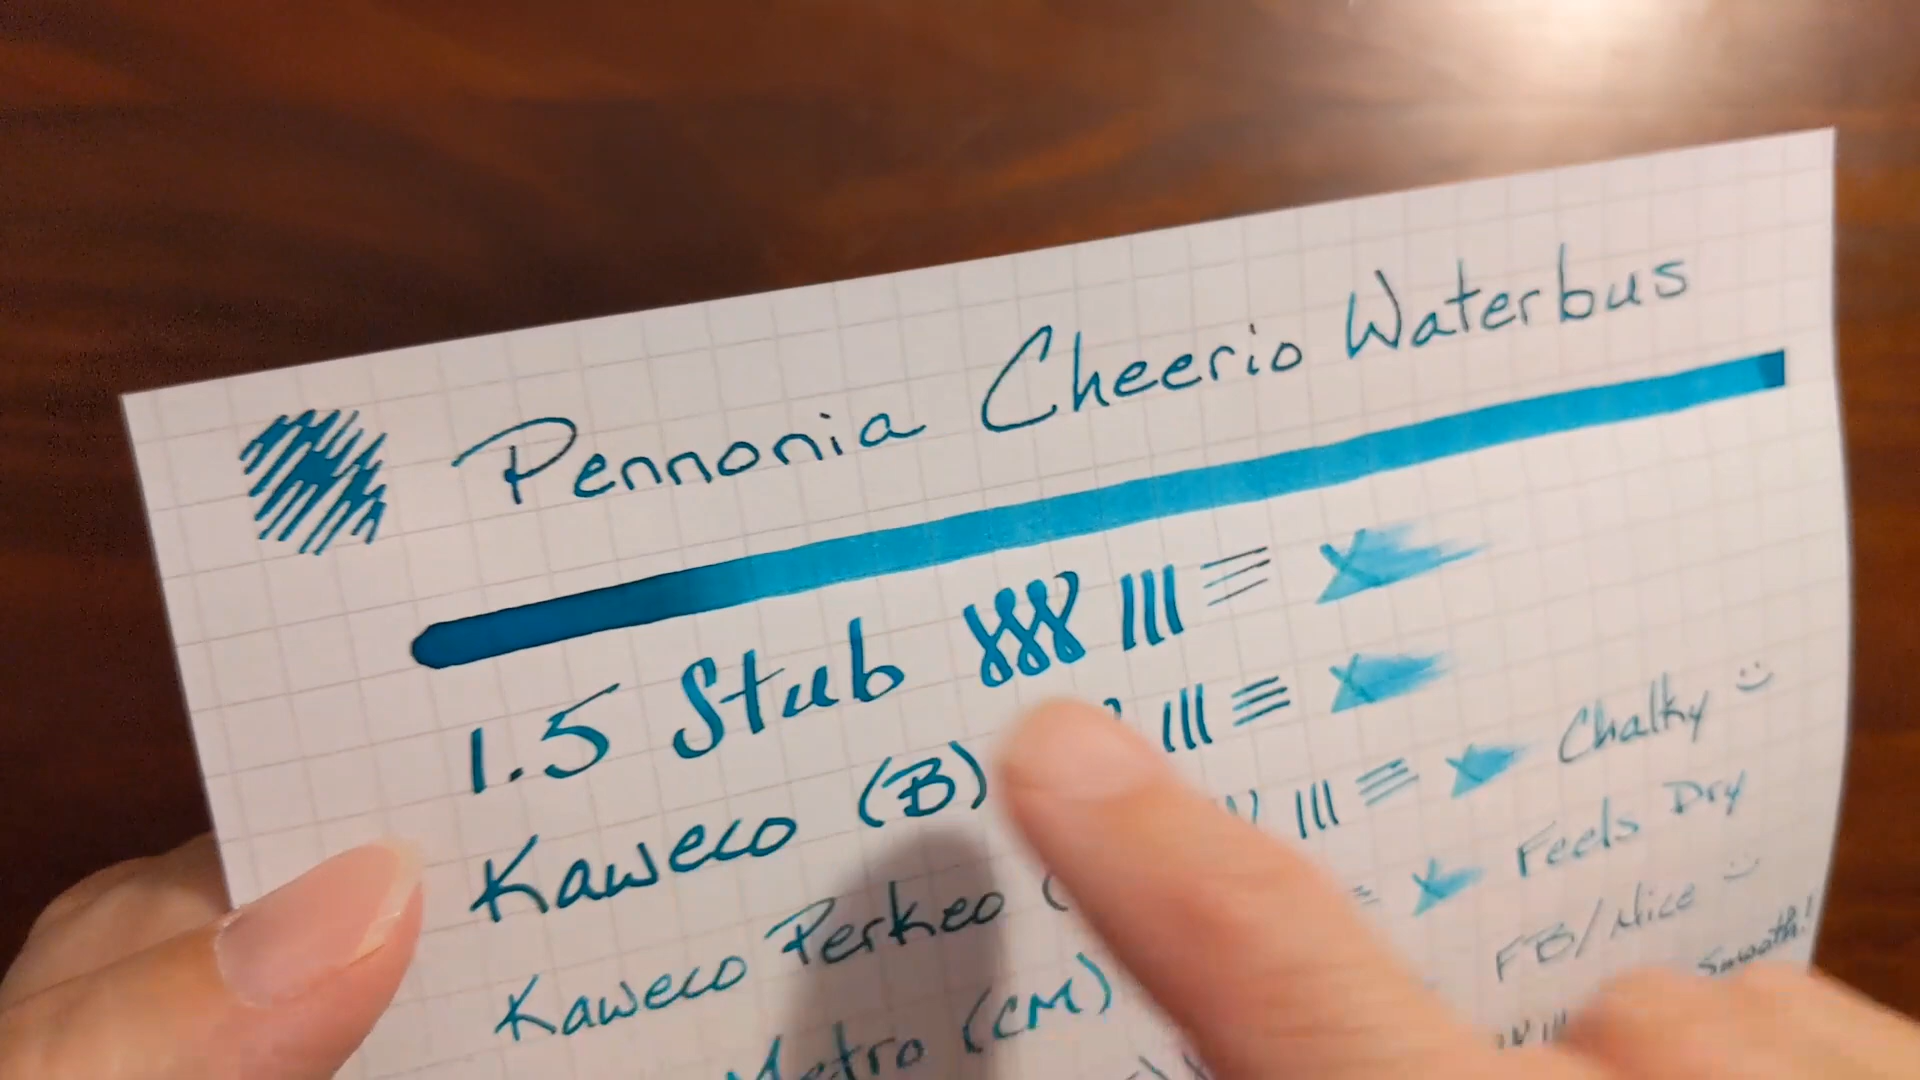 Pennonia Cheerio Waterbus
1.5 Stub
Kaweco (B)
Kaweco Perkeo ( Chalky :)
Metro (CM) Feels Dry
FB/Nice :)
Smooth!